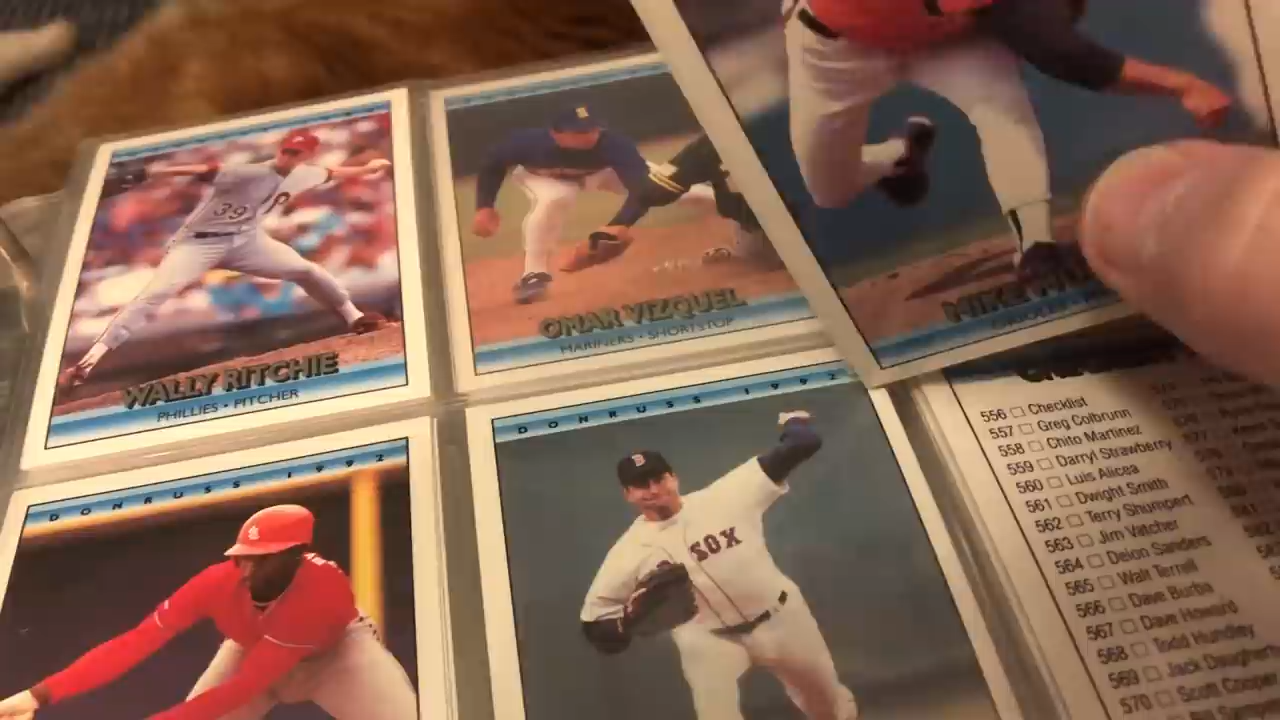 39 P
WALLY RITCHIE
PHILLIES • PITCHER
S
OMAR VIZQUEL
MARINERS • SHORTSTOP
MIKE
DONRUSS 1992
DONRUSS 1992
B
SOX
556 Checklist
557 Greg Colbrunn
558 Chito Martinez
559 Darryl Strawberry
560 Luis Alicea
561 Dwight Smith
562 Terry Shumpert
563 Jim Vatcher
564 Deion Sanders
565 Walt Terrell
566 Dave Burba
567 Dave Howard
568 Todd Hundley
569 Jack Daugherty
570 Scott Cooper